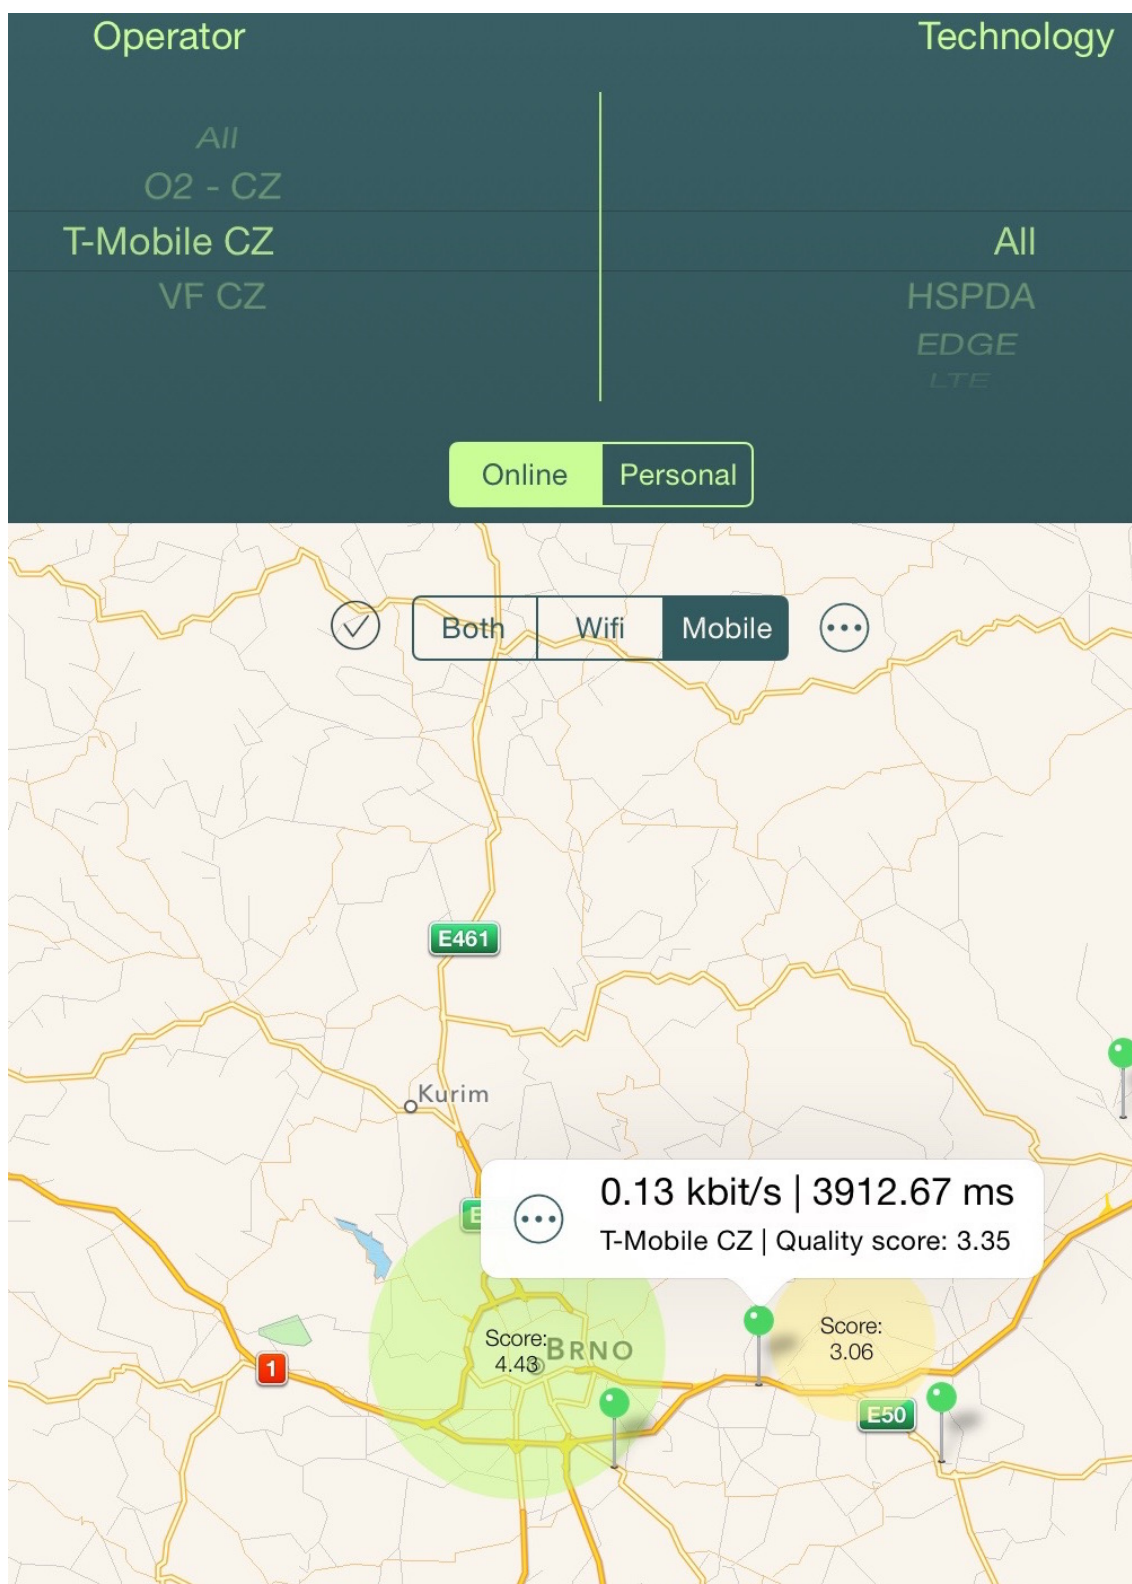 Operator
Technology
All
O2 - CZ
T-Mobile CZ
VF CZ
All
HSPDA
EDGE
LTE
Online
Personal
Both
Wifi
Mobile
E461
Kurim
0.13 kbit/s | 3912.67 ms
T-Mobile CZ | Quality score: 3.35
Score:
4.43
BRNO
Score:
3.06
1
E50